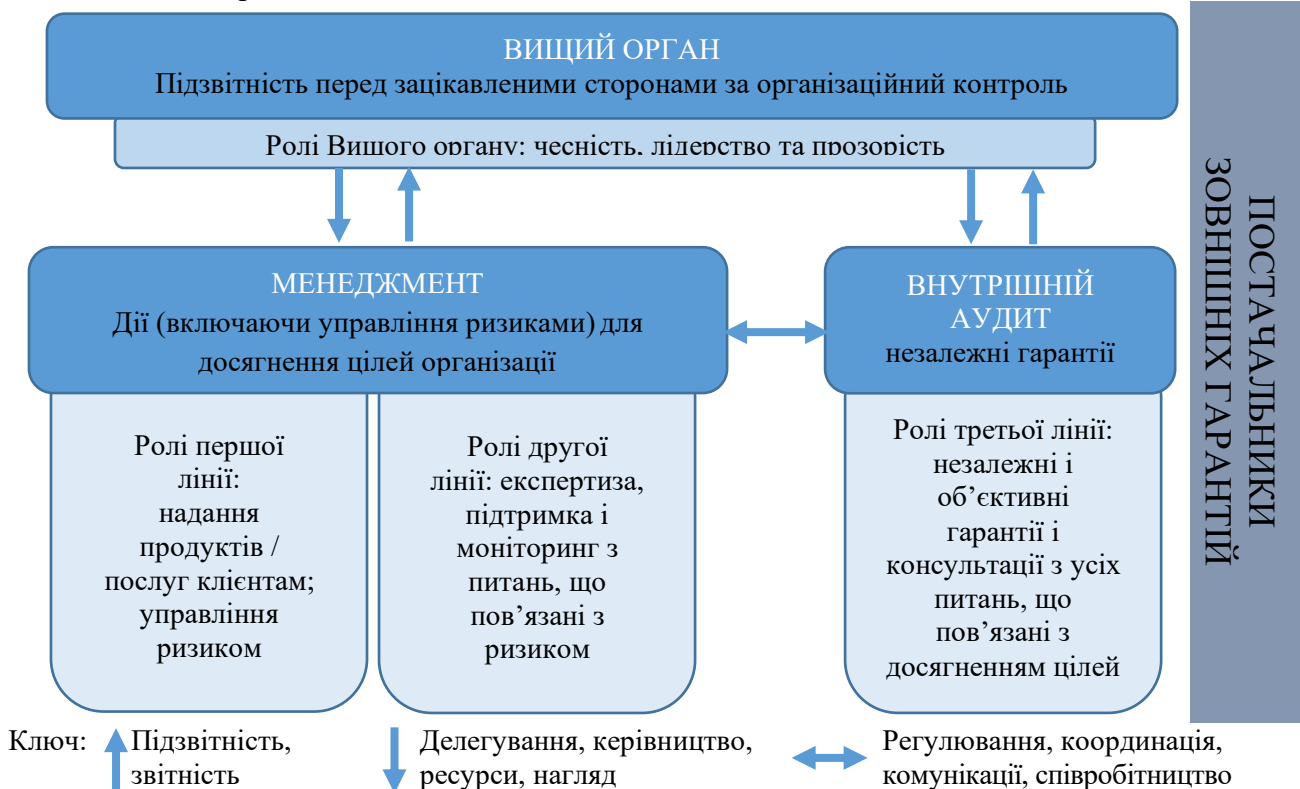 ВИЩИЙ ОРГАН
Підзвітність перед зацікавленими сторонами за організаційний контроль
Ролі Вищого органу: чесність, лідерство та прозорість
МЕНЕДЖМЕНТ
Дії (включаючи управління ризиками) для
досягнення цілей організації
ВНУТРІШНІЙ
АУДИТ
незалежні гарантії
Ролі першої
лінії:
надання
продуктів /
послуг клієнтам;
управління
ризиком
Ролі другої
лінії: експертиза,
підтримка і
моніторинг з
питань, що
пов’язані з
ризиком
Ролі третьої лінії:
незалежні і
об’єктивні
гарантії і
консультації з усіх
питань, що
пов’язані з
досягненням цілей
ПОСТАЧАЛЬНИКИ
ЗОВНІШНІХ ГАРАНТІЙ
Ключ:
Підзвітність,
звітність
Делегування, керівництво,
ресурси, нагляд
Регулювання, координація,
комунікації, співробітництво